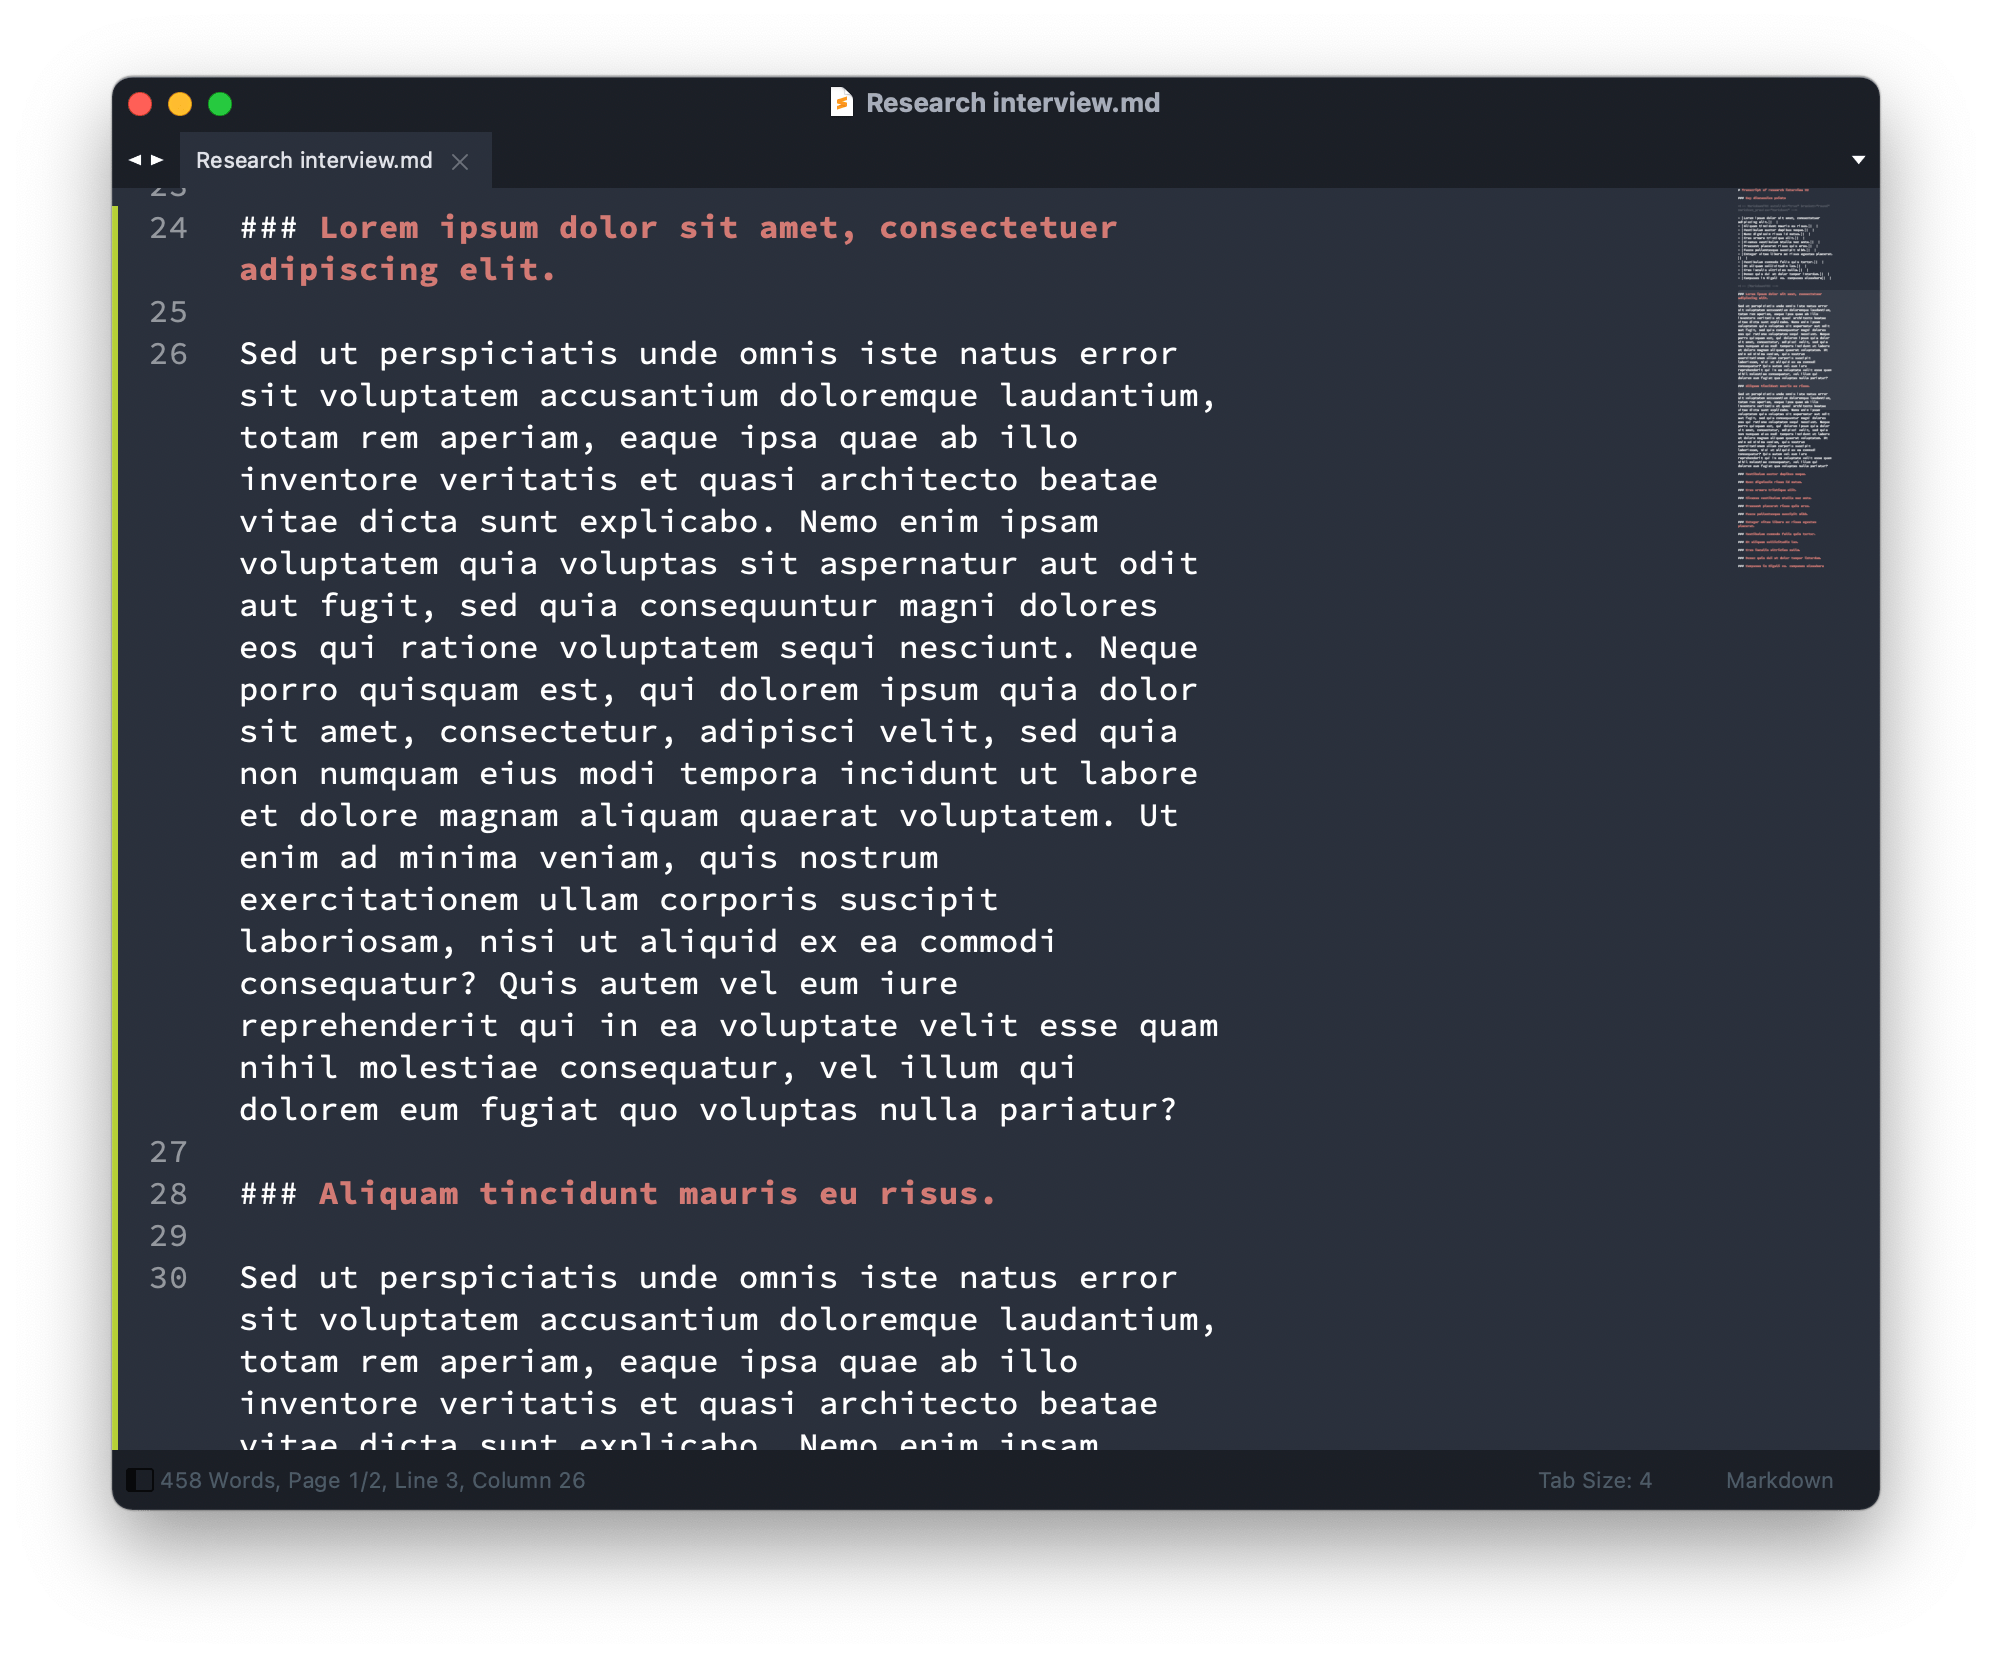 Research interview.md
Research interview.md
23
24 ### Lorem ipsum dolor sit amet, consectetuer
adipiscing elit.
25
26 Sed ut perspiciatis unde omnis iste natus error
sit voluptatem accusantium doloremque laudantium,
totam rem aperiam, eaque ipsa quae ab illo
inventore veritatis et quasi architecto beatae
vitae dicta sunt explicabo. Nemo enim ipsam
voluptatem quia voluptas sit aspernatur aut odit
aut fugit, sed quia consequuntur magni dolores
eos qui ratione voluptatem sequi nesciunt. Neque
porro quisquam est, qui dolorem ipsum quia dolor
sit amet, consectetur, adipisci velit, sed quia
non numquam eius modi tempora incidunt ut labore
et dolore magnam aliquam quaerat voluptatem. Ut
enim ad minima veniam, quis nostrum
exercitationem ullam corporis suscipit
laboriosam, nisi ut aliquid ex ea commodi
consequatur? Quis autem vel eum iure
reprehenderit qui in ea voluptate velit esse quam
nihil molestiae consequatur, vel illum qui
dolorem eum fugiat quo voluptas nulla pariatur?
27
28 ### Aliquam tincidunt mauris eu risus.
29
30 Sed ut perspiciatis unde omnis iste natus error
sit voluptatem accusantium doloremque laudantium,
totam rem aperiam, eaque ipsa quae ab illo
inventore veritatis et quasi architecto beatae
vitae dicta sunt explicabo. Nemo enim ipsam
458 Words, Page 1/2, Line 3, Column 26
Tab Size: 4
Markdown